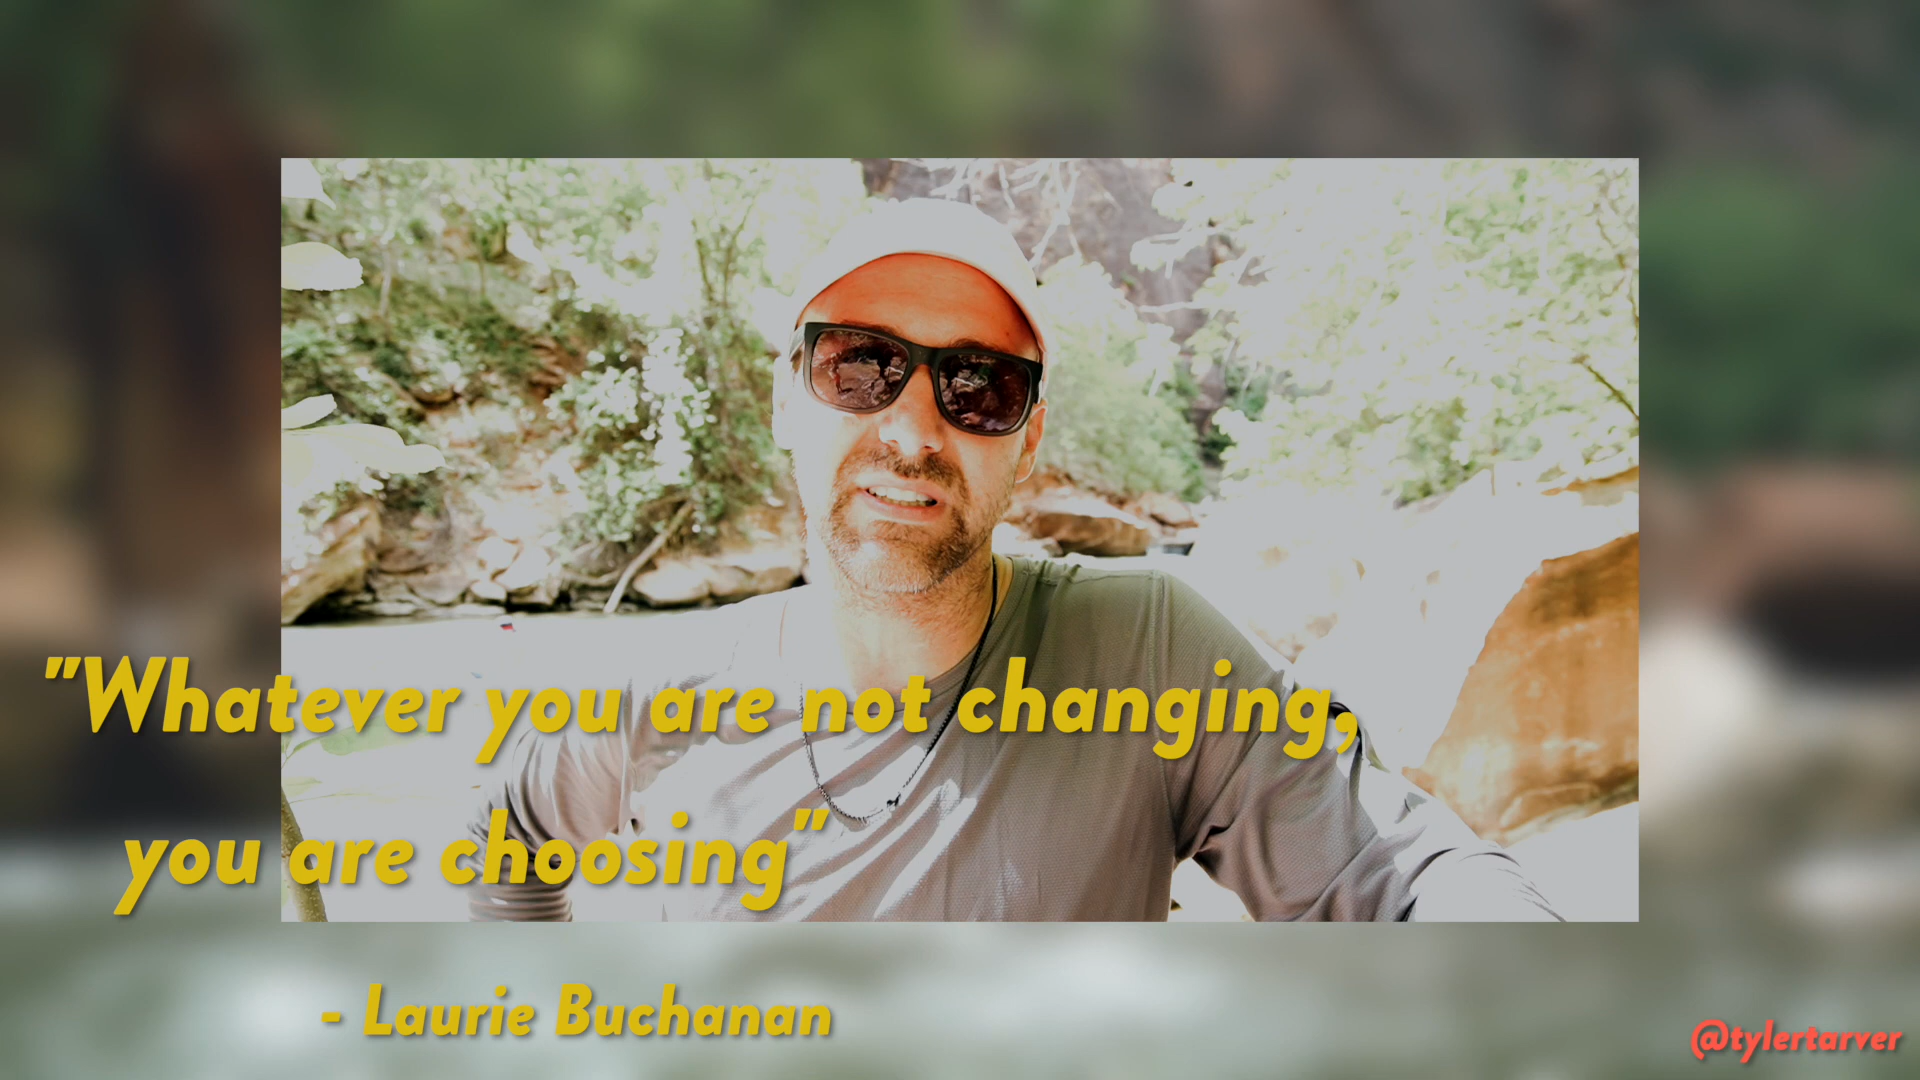 "Whatever you are not changing,
you are choosing"
- Laurie Buchanan
@tylertarver